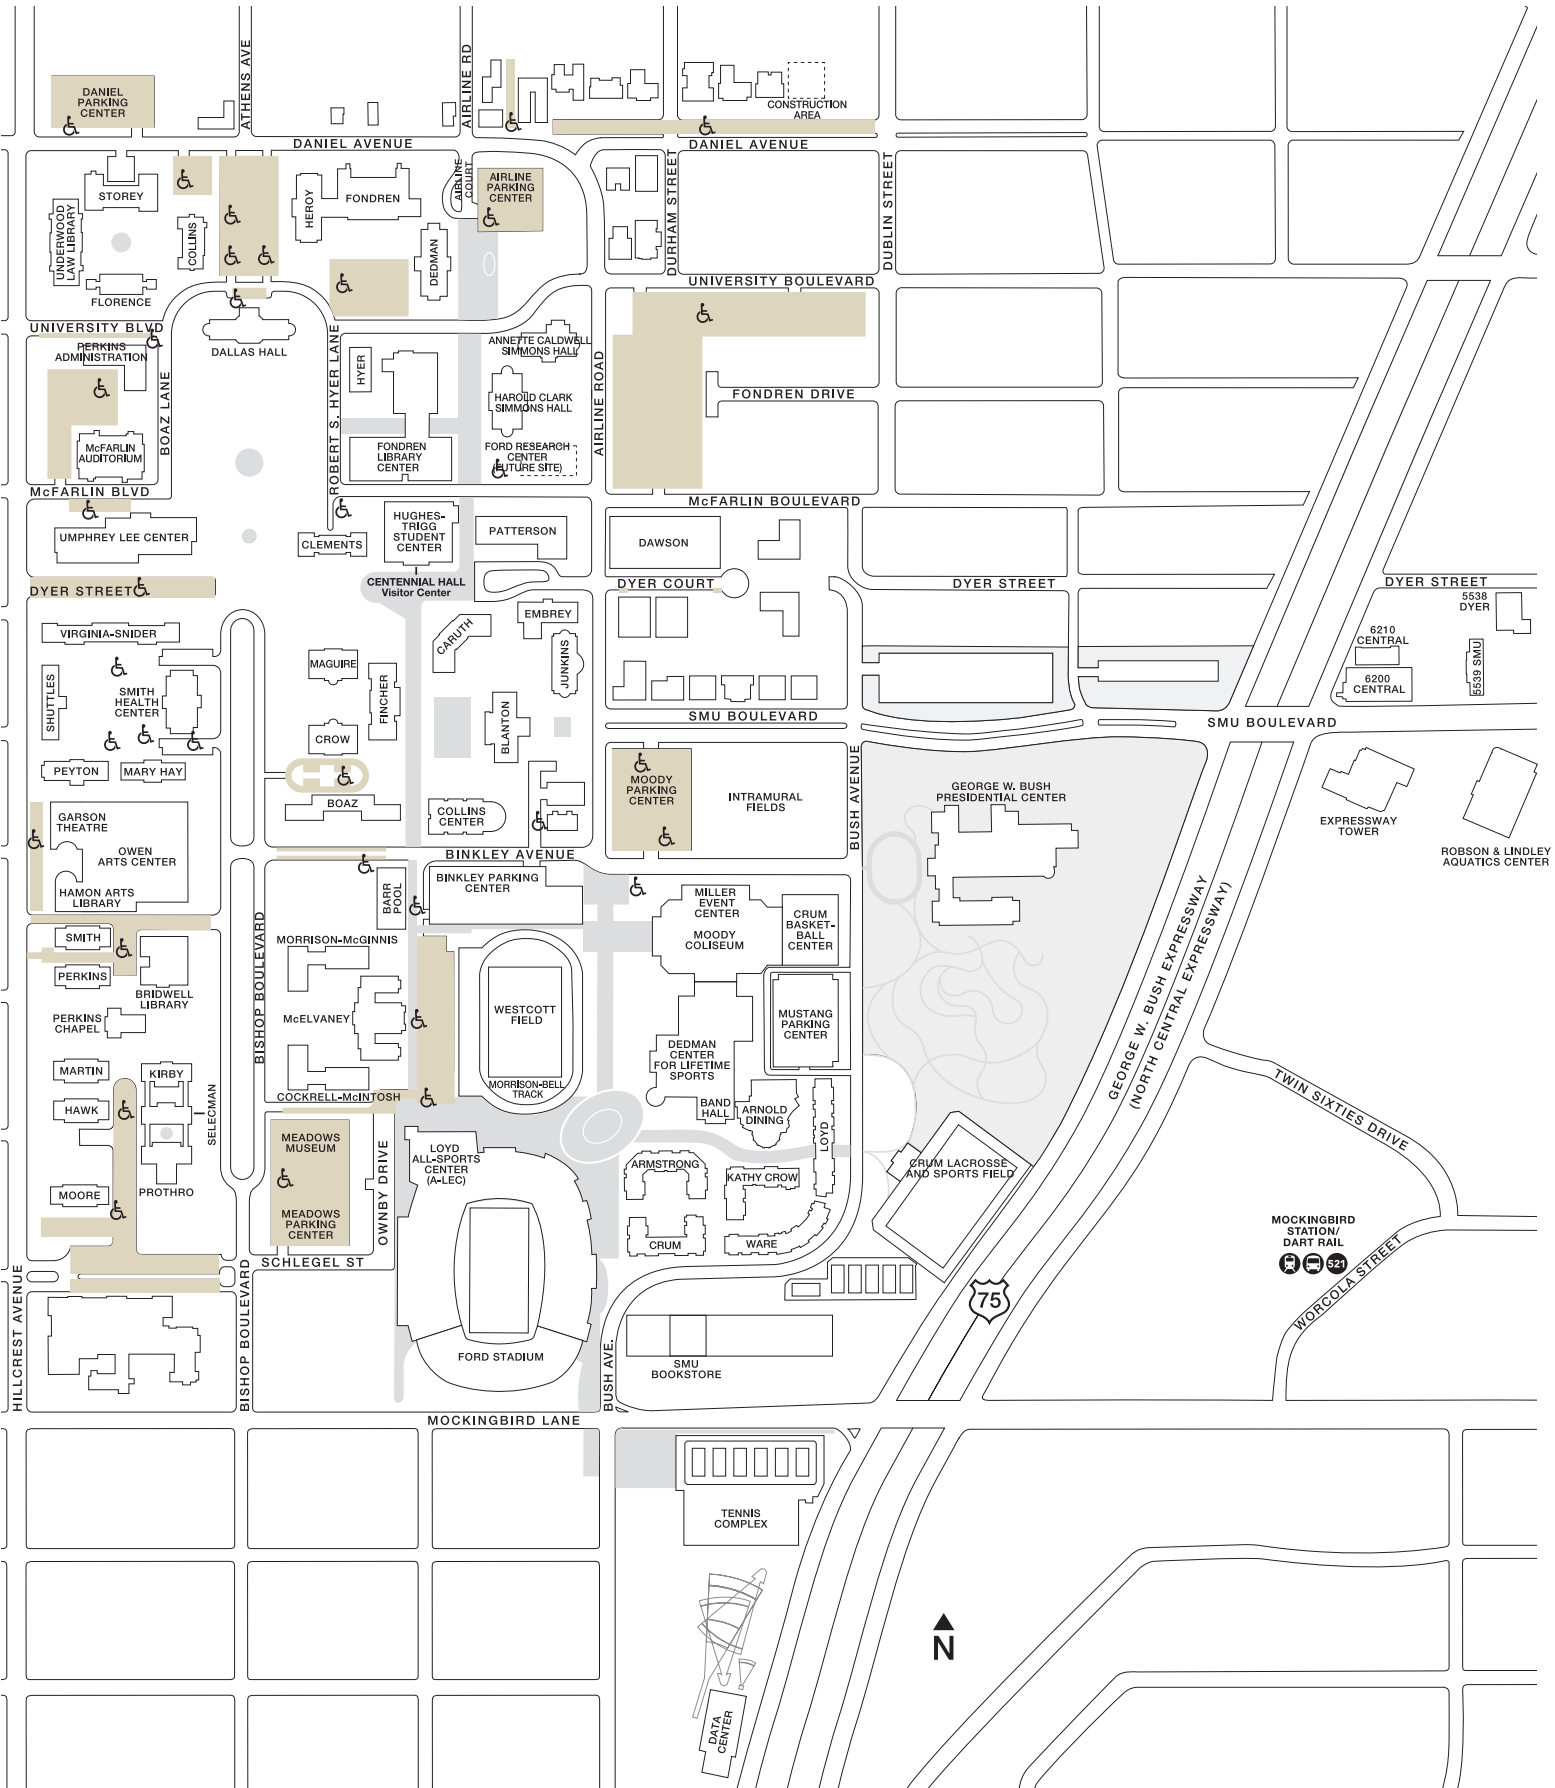 ATHENS AVE
AIRLINE RD
DANIEL
PARKING
CENTER
CONSTRUCTION
AREA
DANIEL AVENUE
DANIEL AVENUE
STOREY
UNDERWOOD
LAW LIBRARY
COLLINS
FLORENCE
HEROY
FONDREN
DEDMAN
AIRLINE
COURT
AIRLINE
PARKING
CENTER
DURHAM STREET
DUBLIN STREET
UNIVERSITY BOULEVARD
UNIVERSITY BLVD
PERKINS
ADMINISTRATION
DALLAS HALL
BOAZ LANE
ROBERT S. HYER LANE
HYER
ANNETTE CALDWELL
SIMMONS HALL
HAROLD CLARK
SIMMONS HALL
AIRLINE ROAD
FONDREN DRIVE
McFARLIN
AUDITORIUM
FONDREN
LIBRARY
CENTER
FORD RESEARCH
CENTER
(FUTURE SITE)
McFARLIN BLVD
McFARLIN BOULEVARD
UMPHREY LEE CENTER
CLEMENTS
HUGHES-
TRIGG
STUDENT
CENTER
PATTERSON
DAWSON
CENTENNIAL HALL
Visitor Center
DYER STREET
DYER COURT
DYER STREET
DYER STREET
5538
DYER
VIRGINIA-SNIDER
EMBREY
CARUTH
JUNKINS
6210
CENTRAL
6200
CENTRAL
5539 SMU
SHUTTLES
SMITH
HEALTH
CENTER
MAGUIRE
FINCHER
CROW
BLANTON
SMU BOULEVARD
SMU BOULEVARD
PEYTON
MARY HAY
BOAZ
COLLINS
CENTER
MOODY
PARKING
CENTER
INTRAMURAL
FIELDS
BUSH AVENUE
GEORGE W. BUSH
PRESIDENTIAL CENTER
EXPRESSWAY
TOWER
ROBSON & LINDLEY
AQUATICS CENTER
GARSON
THEATRE
OWEN
ARTS CENTER
HAMON ARTS
LIBRARY
BINKLEY AVENUE
BINKLEY PARKING
CENTER
BARR
POOL
MILLER
EVENT
CENTER
MOODY
COLISEUM
CRUM
BASKET-
BALL
CENTER
SMITH
PERKINS
BRIDWELL
LIBRARY
BISHOP BOULEVARD
MORRISON-McGINNIS
McELVANEY
WESTCOTT
FIELD
MORRISON-BELL
TRACK
MUSTANG
PARKING
CENTER
PERKINS
CHAPEL
DEDMAN
CENTER
FOR LIFETIME
SPORTS
GEORGE W. BUSH EXPRESSWAY
(NORTH CENTRAL EXPRESSWAY)
MARTIN
KIRBY
HAWK
SELECMAN
COCKRELL-McINTOSH
BAND
HALL
ARNOLD
DINING
LOYD
TWIN SIXTIES DRIVE
MEADOWS
MUSEUM
OWNBY DRIVE
LOYD
ALL-SPORTS
CENTER
(A-LEC)
ARMSTRONG
KATHY CROW
CRUM LACROSSE
AND SPORTS FIELD
MOORE
PROTHRO
MEADOWS
PARKING
CENTER
CRUM
WARE
MOCKINGBIRD
STATION/
DART RAIL
521
WORCOLA STREET
SCHLEGEL ST
75
HILLCREST AVENUE
BISHOP BOULEVARD
FORD STADIUM
BUSH AVE.
SMU
BOOKSTORE
MOCKINGBIRD LANE
TENNIS
COMPLEX
N
DATA
CENTER